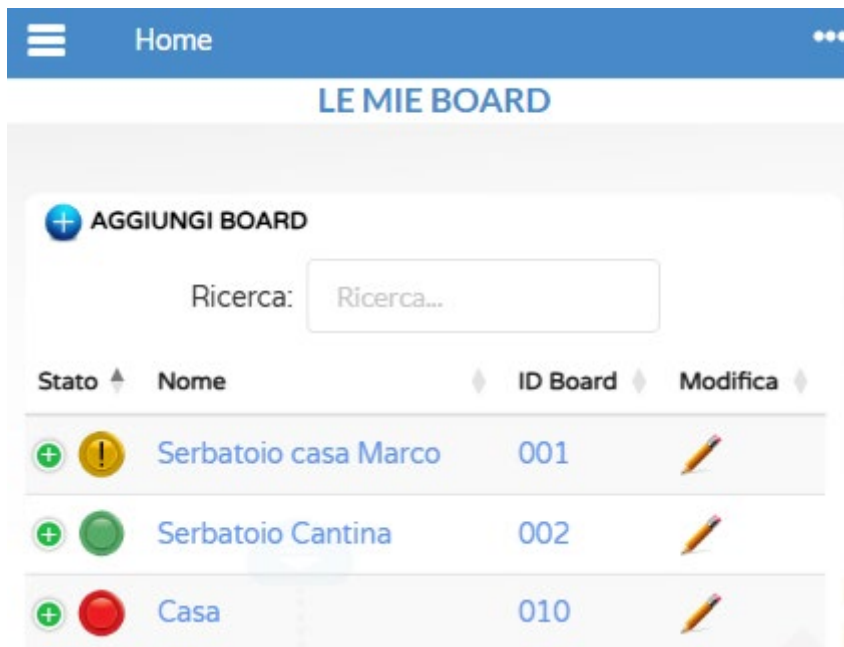 Home
LE MIE BOARD
AGGIUNGI BOARD
Ricerca: Ricerca...
Stato Nome ID Board Modifica
Serbatoio casa Marco 001
Serbatoio Cantina 002
Casa 010